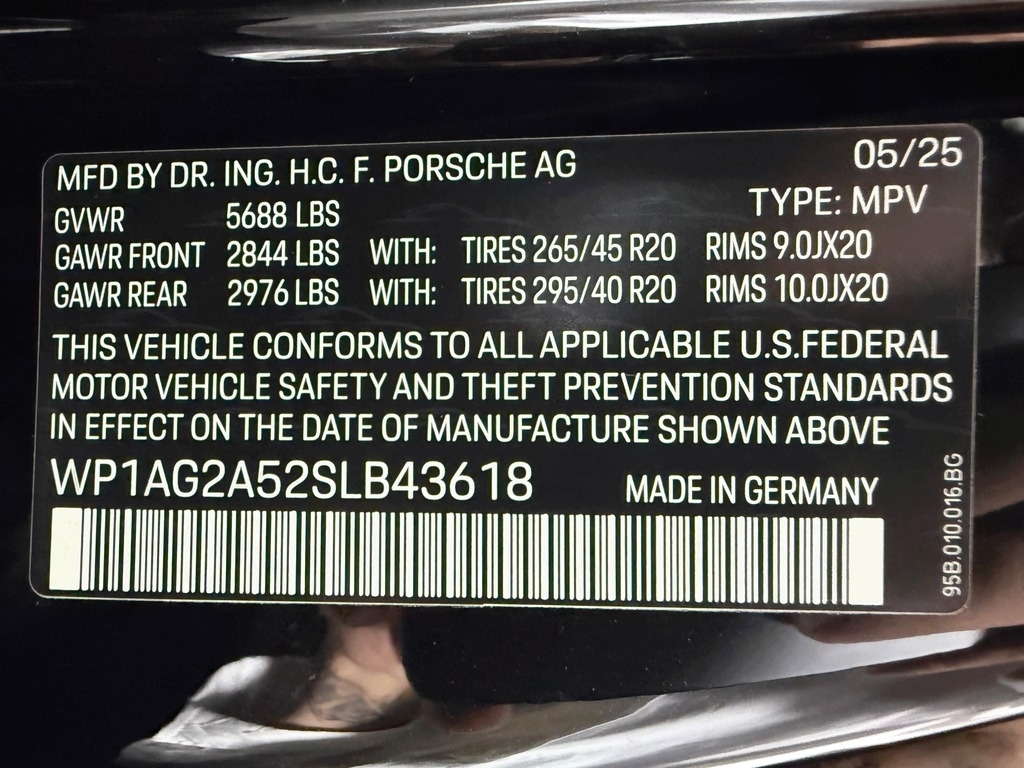 MFD BY DR. ING. H.C. F. PORSCHE AG 05/25
TYPE: MPV
GVWR 5688 LBS
GAWR FRONT 2844 LBS WITH: TIRES 265/45 R20 RIMS 9.0JX20
GAWR REAR 2976 LBS WITH: TIRES 295/40 R20 RIMS 10.0JX20
THIS VEHICLE CONFORMS TO ALL APPLICABLE U.S.FEDERAL
MOTOR VEHICLE SAFETY AND THEFT PREVENTION STANDARDS
IN EFFECT ON THE DATE OF MANUFACTURE SHOWN ABOVE
WP1AG2A52SLB43618 MADE IN GERMANY
95B.010.016.BG